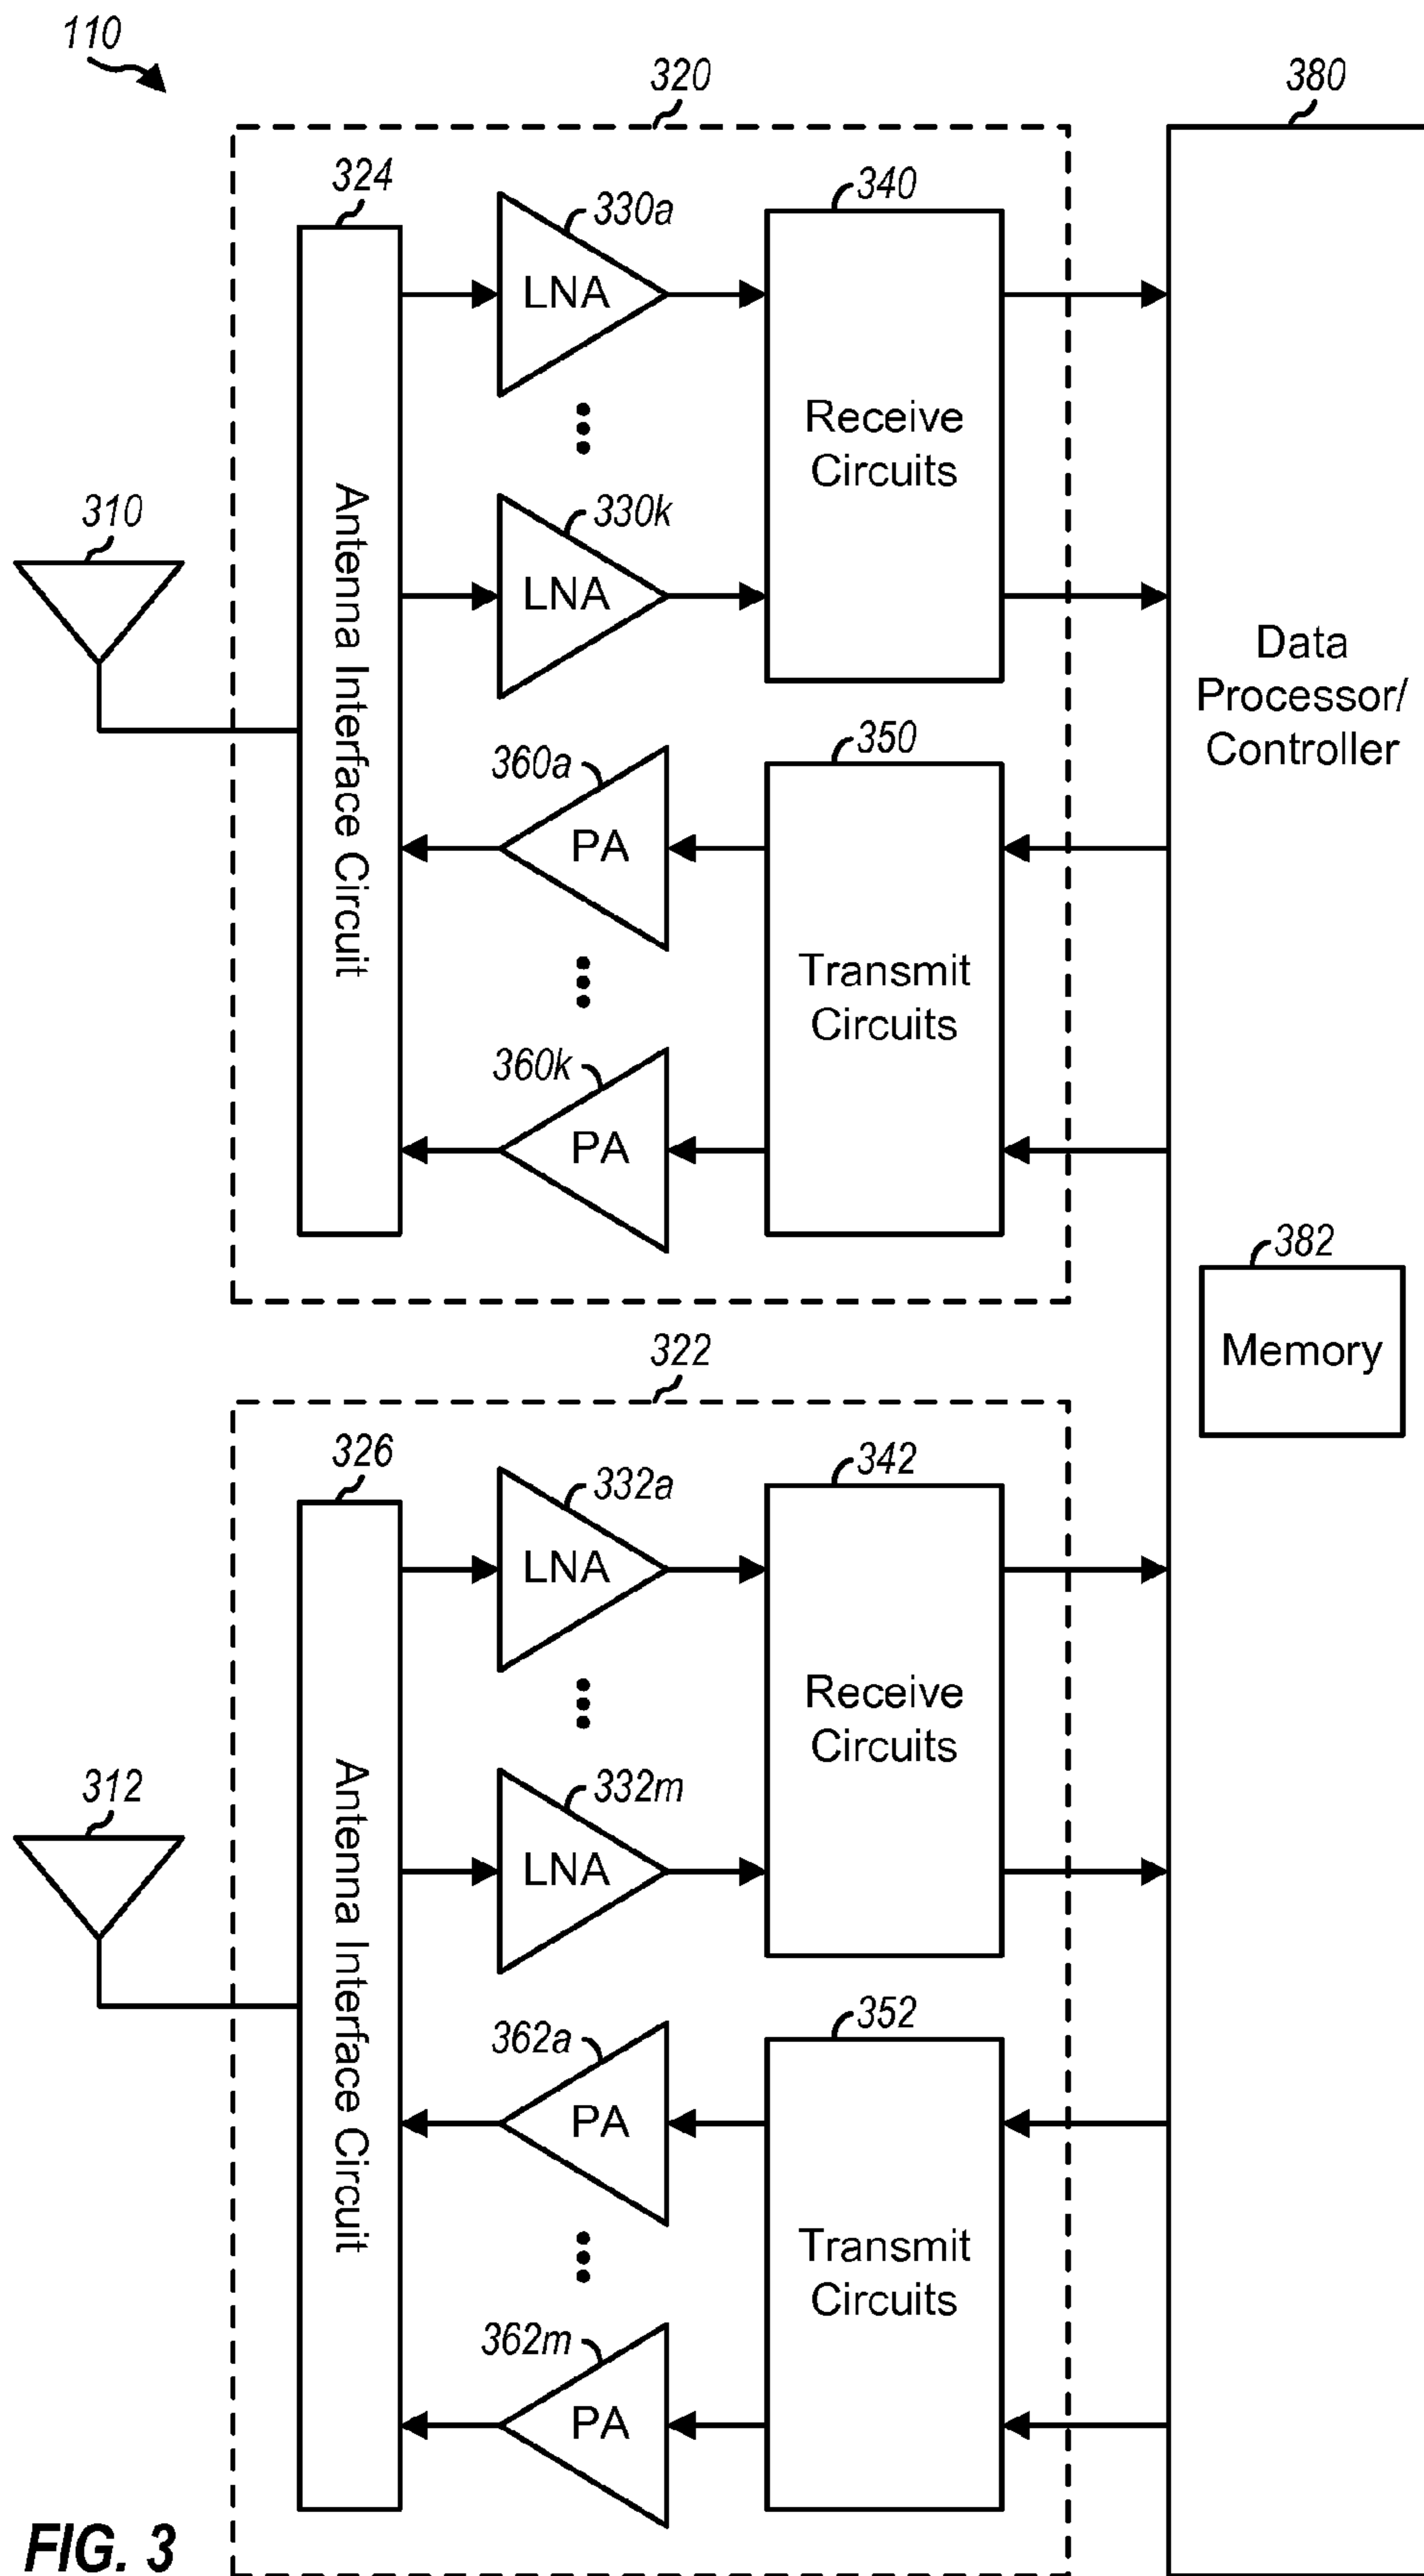 110
320
380
324
330a
340
LNA
Receive
Circuits
310
330k
LNA
Antenna Interface Circuit
Data
Processor/
Controller
360a
350
PA
Transmit
Circuits
360k
PA
382
Memory
322
326
332a
342
LNA
Receive
Circuits
312
332m
LNA
Antenna Interface Circuit
362a
352
PA
Transmit
Circuits
362m
PA
FIG. 3